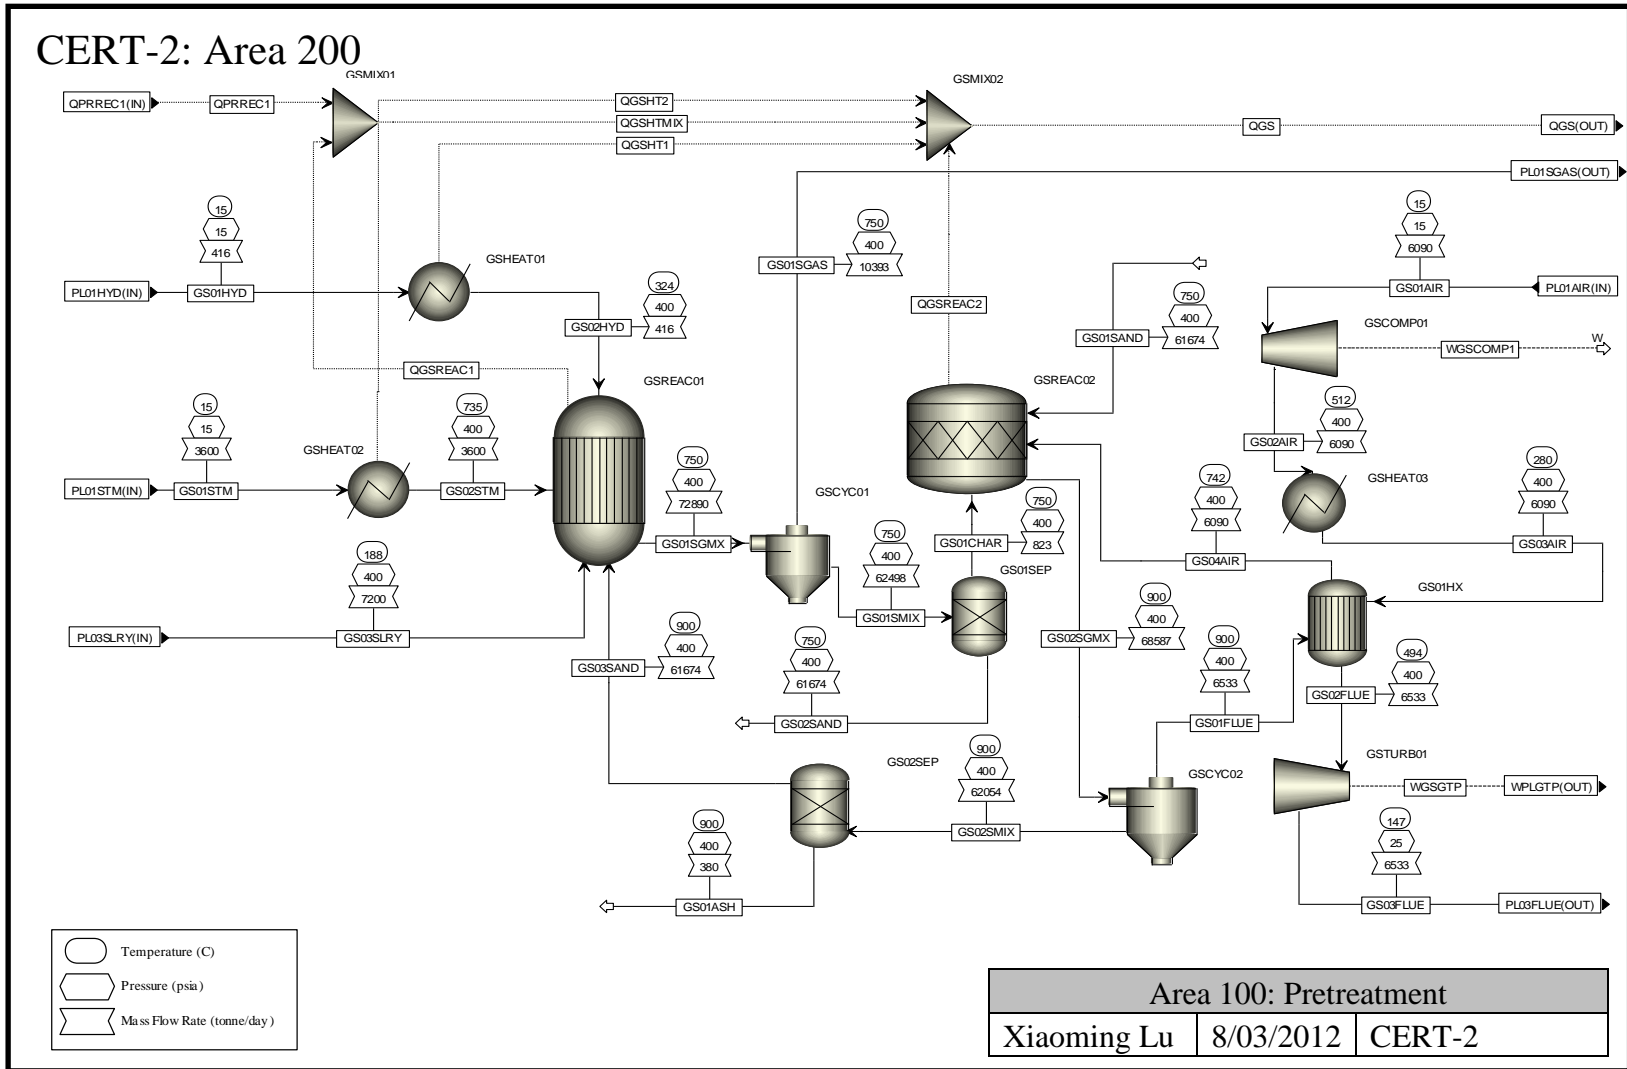 CERT-2: Area 200
GSMIX01
GSMIX02
QPRREC1(IN)
QPRREC1
QGSHT2
QGSHTMIX
QGSHT1
QGS
QGS(OUT)
PL01SGAS(OUT)
15
15
416
GS01HYD
PL01HYD(IN)
GSHEAT01
324
400
416
GS02HYD
750
400
10393
GS01SGAS
QGSREAC2
750
400
61674
GS01SAND
15
15
6090
GS01AIR
PL01AIR(IN)
GSCOMP01
WGSCOMP1
W
QGSREAC1
GSREAC01
GSREAC02
512
400
6090
GS02AIR
15
15
3600
GS01STM
PL01STM(IN)
GSHEAT02
735
400
3600
GS02STM
750
400
72890
GS01SGMX
GSCYC01
750
400
62498
GS01SMIX
750
400
823
GS01CHAR
GS01SEP
742
400
6090
GS04AIR
GSHEAT03
280
400
6090
GS03AIR
GS01HX
188
400
7200
GS03SLRY
PL03SLRY(IN)
900
400
61674
GS03SAND
750
400
61674
GS02SAND
900
400
68587
GS02SGMX
900
400
6533
GS01FLUE
494
400
6533
GS02FLUE
GS02SEP
900
400
62054
GS02SMIX
GSCYC02
GSTURB01
WGSGTP
WPLGTP(OUT)
900
400
380
GS01ASH
147
25
6533
GS03FLUE
PL03FLUE(OUT)
Temperature (C)
Pressure (psia)
Mass Flow Rate (tonne/day)
Area 100: Pretreatment
Xiaoming Lu
8/03/2012
CERT-2